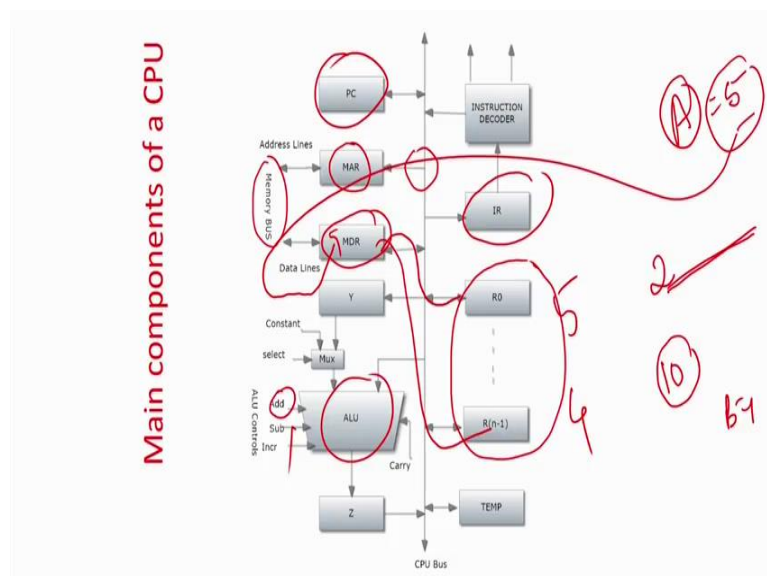 Main components of a CPU
PC
INSTRUCTION
DECODER
A
=5
Address Lines
MAR
Memory BUS
IR
5
MDR
Data Lines
2
Y
R0
5
Constant
select
Mux
10
ALU Controls
Add
Sub
Incr
ALU
R(n-1)
4
Carry
Z
TEMP
CPU Bus